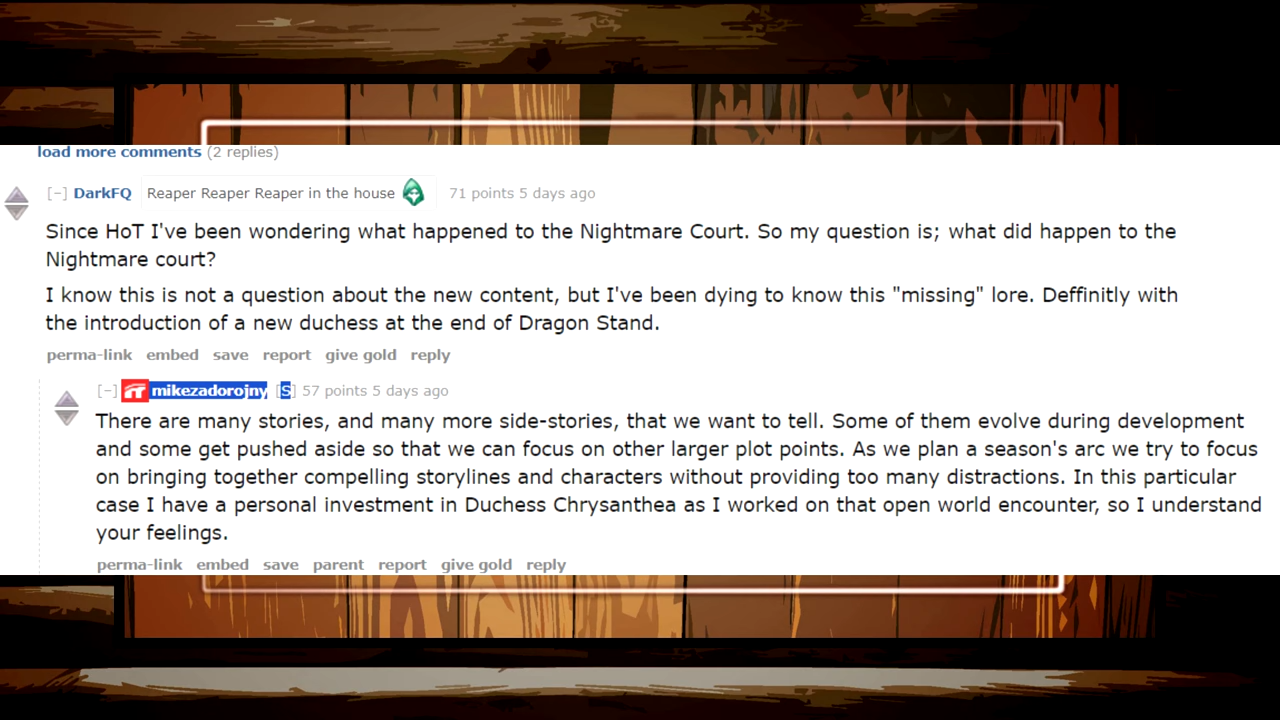 load more comments (2 replies)
[–] DarkFQ Reaper Reaper Reaper in the house 71 points 5 days ago
Since HoT I've been wondering what happened to the Nightmare Court. So my question is; what did happen to the
Nightmare court?
I know this is not a question about the new content, but I've been dying to know this "missing" lore. Deffinitly with
the introduction of a new duchess at the end of Dragon Stand.
perma-link embed save report give gold reply
[–] mikezadorojny [S] 57 points 5 days ago
There are many stories, and many more side-stories, that we want to tell. Some of them evolve during development
and some get pushed aside so that we can focus on other larger plot points. As we plan a season's arc we try to focus
on bringing together compelling storylines and characters without providing too many distractions. In this particular
case I have a personal investment in Duchess Chrysanthea as I worked on that open world encounter, so I understand
your feelings.
perma-link embed save parent report give gold reply